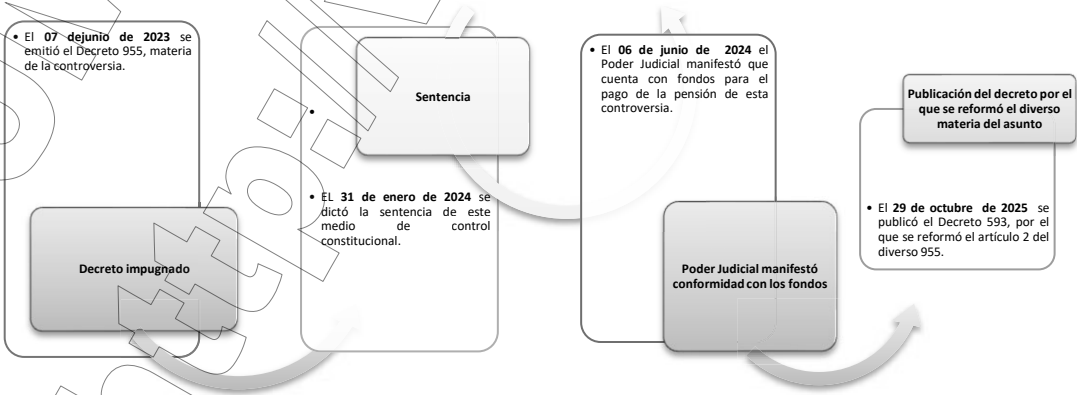 • El 07 dejunio de 2023 se
emitió el Decreto 955, materia
de la controversia.
Decreto impugnado
Sentencia
•
• EL 31 de enero de 2024 se
dictó la sentencia de este
medio de control
constitucional.
• El 06 de junio de 2024 el
Poder Judicial manifestó que
cuenta con fondos para el
pago de la pensión de esta
controversia.
Poder Judicial manifestó
conformidad con los fondos
Publicación del decreto por el
que se reformó el diverso
materia del asunto
• El 29 de octubre de 2025 se
publicó el Decreto 593, por el
que se reformó el artículo 2 del
diverso 955.